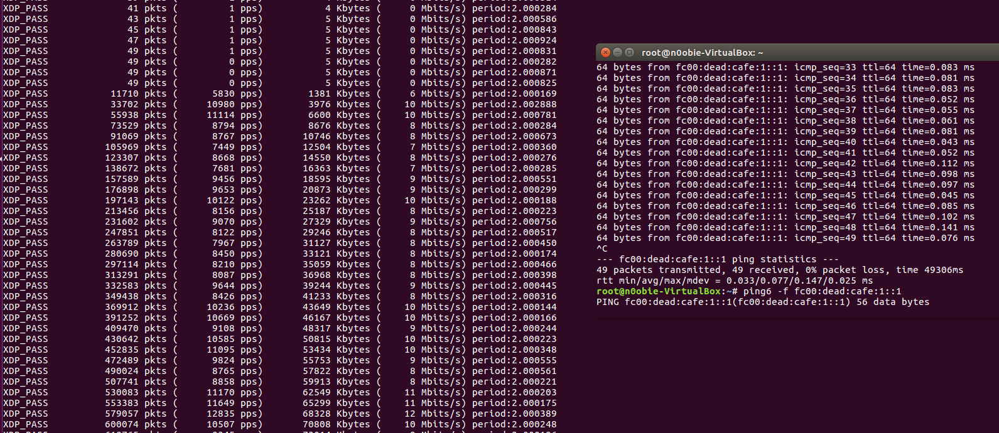 XDP_PASS          41 pkts (         1 pps)           4 Kbytes (     0 Mbits/s) period:2.000284
XDP_PASS          43 pkts (         1 pps)           5 Kbytes (     0 Mbits/s) period:2.000586
XDP_PASS          45 pkts (         1 pps)           5 Kbytes (     0 Mbits/s) period:2.000843
XDP_PASS          47 pkts (         1 pps)           5 Kbytes (     0 Mbits/s) period:2.000924
XDP_PASS          49 pkts (         1 pps)           5 Kbytes (     0 Mbits/s) period:2.000831
XDP_PASS          49 pkts (         0 pps)           5 Kbytes (     0 Mbits/s) period:2.000282
XDP_PASS          49 pkts (         0 pps)           5 Kbytes (     0 Mbits/s) period:2.000871
XDP_PASS          49 pkts (         0 pps)           5 Kbytes (     0 Mbits/s) period:2.000825
XDP_PASS       11710 pkts (      5830 pps)        1381 Kbytes (     6 Mbits/s) period:2.000169
XDP_PASS       33702 pkts (     10980 pps)        3976 Kbytes (    10 Mbits/s) period:2.002888
XDP_PASS       55938 pkts (     11114 pps)        6600 Kbytes (    10 Mbits/s) period:2.000781
XDP_PASS       73529 pkts (      8794 pps)        8676 Kbytes (     8 Mbits/s) period:2.000284
XDP_PASS       91069 pkts (      8767 pps)       10746 Kbytes (     8 Mbits/s) period:2.000673
XDP_PASS      105969 pkts (      7449 pps)       12504 Kbytes (     7 Mbits/s) period:2.000360
XDP_PASS      123307 pkts (      8668 pps)       14550 Kbytes (     8 Mbits/s) period:2.000276
XDP_PASS      138672 pkts (      7681 pps)       16363 Kbytes (     7 Mbits/s) period:2.000285
XDP_PASS      157589 pkts (      9456 pps)       18595 Kbytes (     9 Mbits/s) period:2.000551
XDP_PASS      176898 pkts (      9653 pps)       20873 Kbytes (     9 Mbits/s) period:2.000299
XDP_PASS      197143 pkts (     10122 pps)       23262 Kbytes (    10 Mbits/s) period:2.000188
XDP_PASS      213456 pkts (      8156 pps)       25187 Kbytes (     8 Mbits/s) period:2.000223
XDP_PASS      231602 pkts (      9070 pps)       27329 Kbytes (     9 Mbits/s) period:2.000756
XDP_PASS      247851 pkts (      8122 pps)       29246 Kbytes (     8 Mbits/s) period:2.000517
XDP_PASS      263789 pkts (      7967 pps)       31127 Kbytes (     8 Mbits/s) period:2.000450
XDP_PASS      280690 pkts (      8450 pps)       33121 Kbytes (     8 Mbits/s) period:2.000174
XDP_PASS      297114 pkts (      8210 pps)       35059 Kbytes (     8 Mbits/s) period:2.000466
XDP_PASS      313291 pkts (      8087 pps)       36968 Kbytes (     8 Mbits/s) period:2.000398
XDP_PASS      332583 pkts (      9644 pps)       39244 Kbytes (     9 Mbits/s) period:2.000445
XDP_PASS      349438 pkts (      8426 pps)       41233 Kbytes (     8 Mbits/s) period:2.000316
XDP_PASS      369912 pkts (     10236 pps)       43649 Kbytes (    10 Mbits/s) period:2.000144
XDP_PASS      391252 pkts (     10669 pps)       46167 Kbytes (    10 Mbits/s) period:2.000166
XDP_PASS      409470 pkts (      9108 pps)       48317 Kbytes (     9 Mbits/s) period:2.000244
XDP_PASS      430642 pkts (     10585 pps)       50815 Kbytes (    10 Mbits/s) period:2.000223
XDP_PASS      452835 pkts (     11095 pps)       53434 Kbytes (    10 Mbits/s) period:2.000348
XDP_PASS      472489 pkts (      9824 pps)       55753 Kbytes (     9 Mbits/s) period:2.000555
XDP_PASS      490024 pkts (      8765 pps)       57822 Kbytes (     8 Mbits/s) period:2.000561
XDP_PASS      507741 pkts (      8858 pps)       59913 Kbytes (     8 Mbits/s) period:2.000221
XDP_PASS      530083 pkts (     11170 pps)       62549 Kbytes (    11 Mbits/s) period:2.000203
XDP_PASS      553383 pkts (     11649 pps)       65299 Kbytes (    11 Mbits/s) period:2.000175
XDP_PASS      579057 pkts (     12835 pps)       68328 Kbytes (    12 Mbits/s) period:2.000389
XDP_PASS      600074 pkts (     10507 pps)       70808 Kbytes (    10 Mbits/s) period:2.000248
root@n0obie-VirtualBox: ~
64 bytes from fc00:dead:cafe:1::1: icmp_seq=33 ttl=64 time=0.083 ms
64 bytes from fc00:dead:cafe:1::1: icmp_seq=34 ttl=64 time=0.081 ms
64 bytes from fc00:dead:cafe:1::1: icmp_seq=35 ttl=64 time=0.083 ms
64 bytes from fc00:dead:cafe:1::1: icmp_seq=36 ttl=64 time=0.052 ms
64 bytes from fc00:dead:cafe:1::1: icmp_seq=37 ttl=64 time=0.055 ms
64 bytes from fc00:dead:cafe:1::1: icmp_seq=38 ttl=64 time=0.061 ms
64 bytes from fc00:dead:cafe:1::1: icmp_seq=39 ttl=64 time=0.081 ms
64 bytes from fc00:dead:cafe:1::1: icmp_seq=40 ttl=64 time=0.043 ms
64 bytes from fc00:dead:cafe:1::1: icmp_seq=41 ttl=64 time=0.052 ms
64 bytes from fc00:dead:cafe:1::1: icmp_seq=42 ttl=64 time=0.112 ms
64 bytes from fc00:dead:cafe:1::1: icmp_seq=43 ttl=64 time=0.098 ms
64 bytes from fc00:dead:cafe:1::1: icmp_seq=44 ttl=64 time=0.097 ms
64 bytes from fc00:dead:cafe:1::1: icmp_seq=45 ttl=64 time=0.045 ms
64 bytes from fc00:dead:cafe:1::1: icmp_seq=46 ttl=64 time=0.085 ms
64 bytes from fc00:dead:cafe:1::1: icmp_seq=47 ttl=64 time=0.102 ms
64 bytes from fc00:dead:cafe:1::1: icmp_seq=48 ttl=64 time=0.141 ms
64 bytes from fc00:dead:cafe:1::1: icmp_seq=49 ttl=64 time=0.076 ms
^C
--- fc00:dead:cafe:1::1 ping statistics ---
49 packets transmitted, 49 received, 0% packet loss, time 49306ms
rtt min/avg/max/mdev = 0.033/0.077/0.147/0.025 ms
root@n0obie-VirtualBox:~# ping6 -f fc00:dead:cafe:1::1
PING fc00:dead:cafe:1::1(fc00:dead:cafe:1::1) 56 data bytes